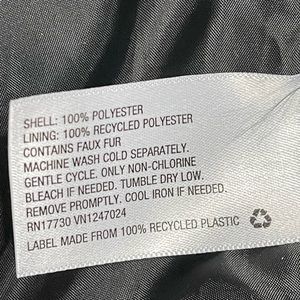 SHELL: 100% POLYESTER
LINING: 100% RECYCLED POLYESTER
CONTAINS FAUX FUR
MACHINE WASH COLD SEPARATELY.
GENTLE CYCLE. ONLY NON-CHLORINE
BLEACH IF NEEDED. TUMBLE DRY LOW.
REMOVE PROMPTLY. COOL IRON IF NEEDED.
RN17730 VN1247024
LABEL MADE FROM 100% RECYCLED PLASTIC